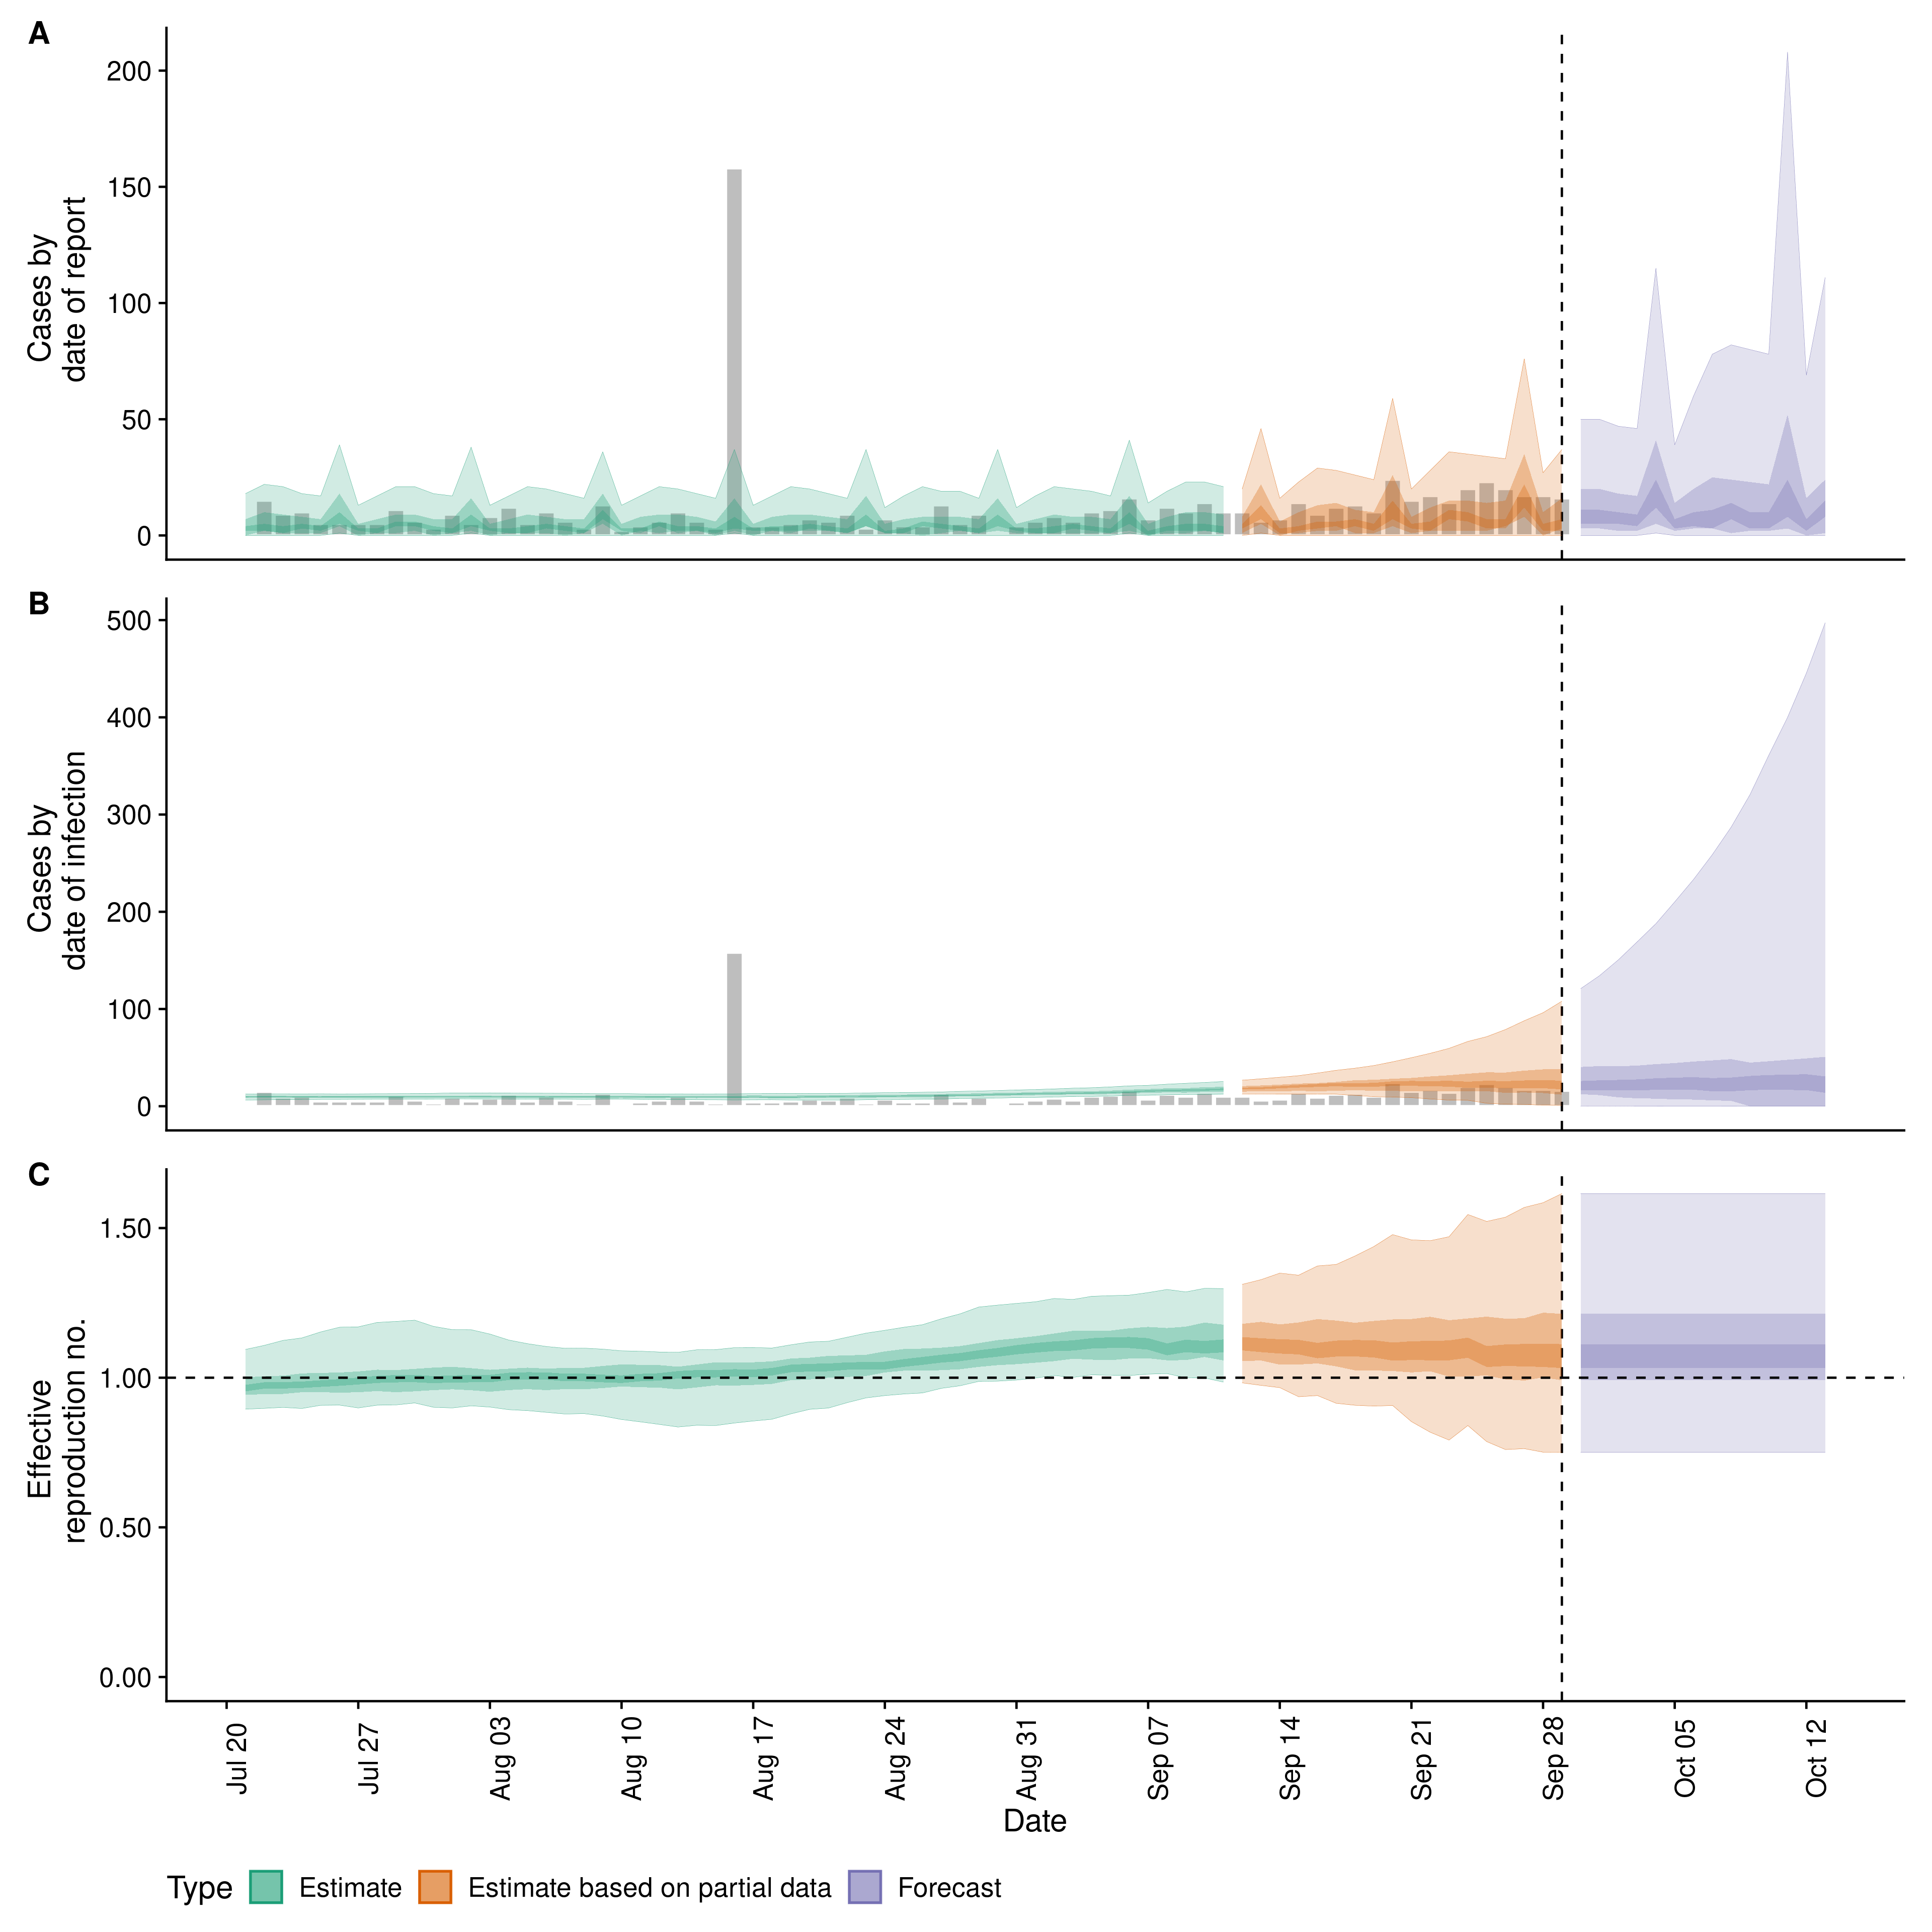 A
Cases by
date of report
200
150
100
50
0
B
Cases by
date of infection
500
400
300
200
100
0
C
Effective
reproduction no.
1.50
1.00
0.50
0.00
Jul 20
Jul 27
Aug 03
Aug 10
Aug 17
Aug 24
Aug 31
Sep 07
Sep 14
Sep 21
Sep 28
Oct 05
Oct 12
Date
Type Estimate Estimate based on partial data Forecast